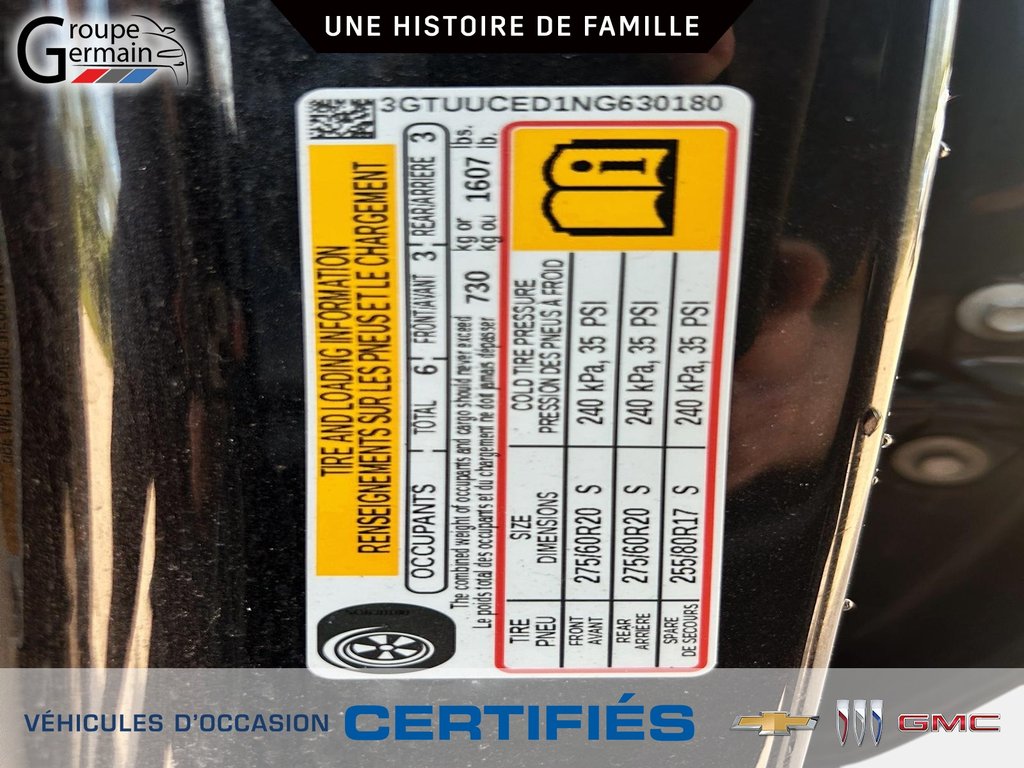 Groupe
Germain
UNE HISTOIRE DE FAMILLE
3GTUUCED1NG630180
TIRE AND LOADING INFORMATION
RENSEIGNEMENTS SUR LES PNEUS ET LE CHARGEMENT
OCCUPANTS TOTAL 6 FRONT/AVANT 3 REAR/ARRIÈRE 3
The combined weight of occupants and cargo should never exceed 730 kg or 1607 lbs.
Le poids total des occupants et du chargement ne doit jamais dépasser kg ou lb.
TIRE SIZE COLD TIRE PRESSURE
PNEU DIMENSIONS PRESSION DES PNEUS À FROID
FRONT
AVANT 275/60R20 S 240 kPa, 35 PSI
REAR
ARRIÈRE 275/60R20 S 240 kPa, 35 PSI
SPARE
DE SECOURS 255/80R17 S 240 kPa, 35 PSI
VÉHICULES D'OCCASION CERTIFIÉS
GMC